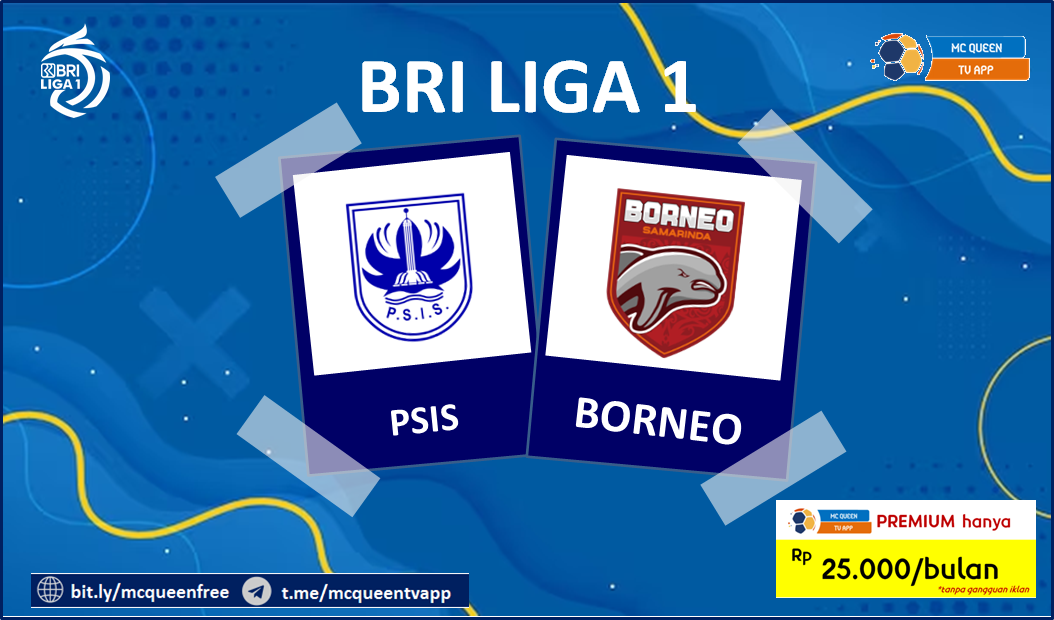 BRI
LIGA 1
BRI LIGA 1
MC QUEEN
TV APP
P.S.I.S.
BORNEO
SAMARINDA
PSIS
BORNEO
MC QUEEN
TV APP
PREMIUM hanya
Rp 25.000/bulan
*tanpa gangguan iklan
bit.ly/mcqueenfree t.me/mcqueentvapp